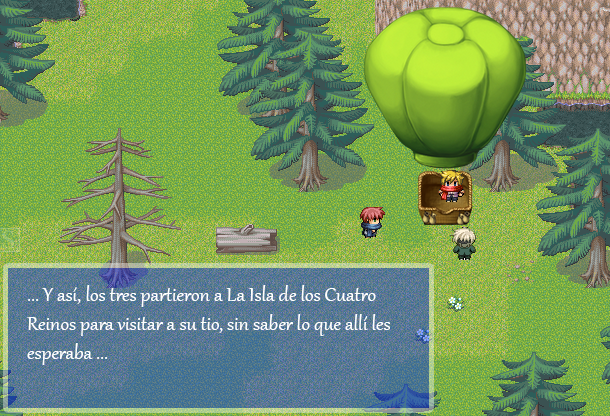 ... Y así, los tres partieron a La Isla de los Cuatro
Reinos para visitar a su tio, sin saber lo que allí les
esperaba ...